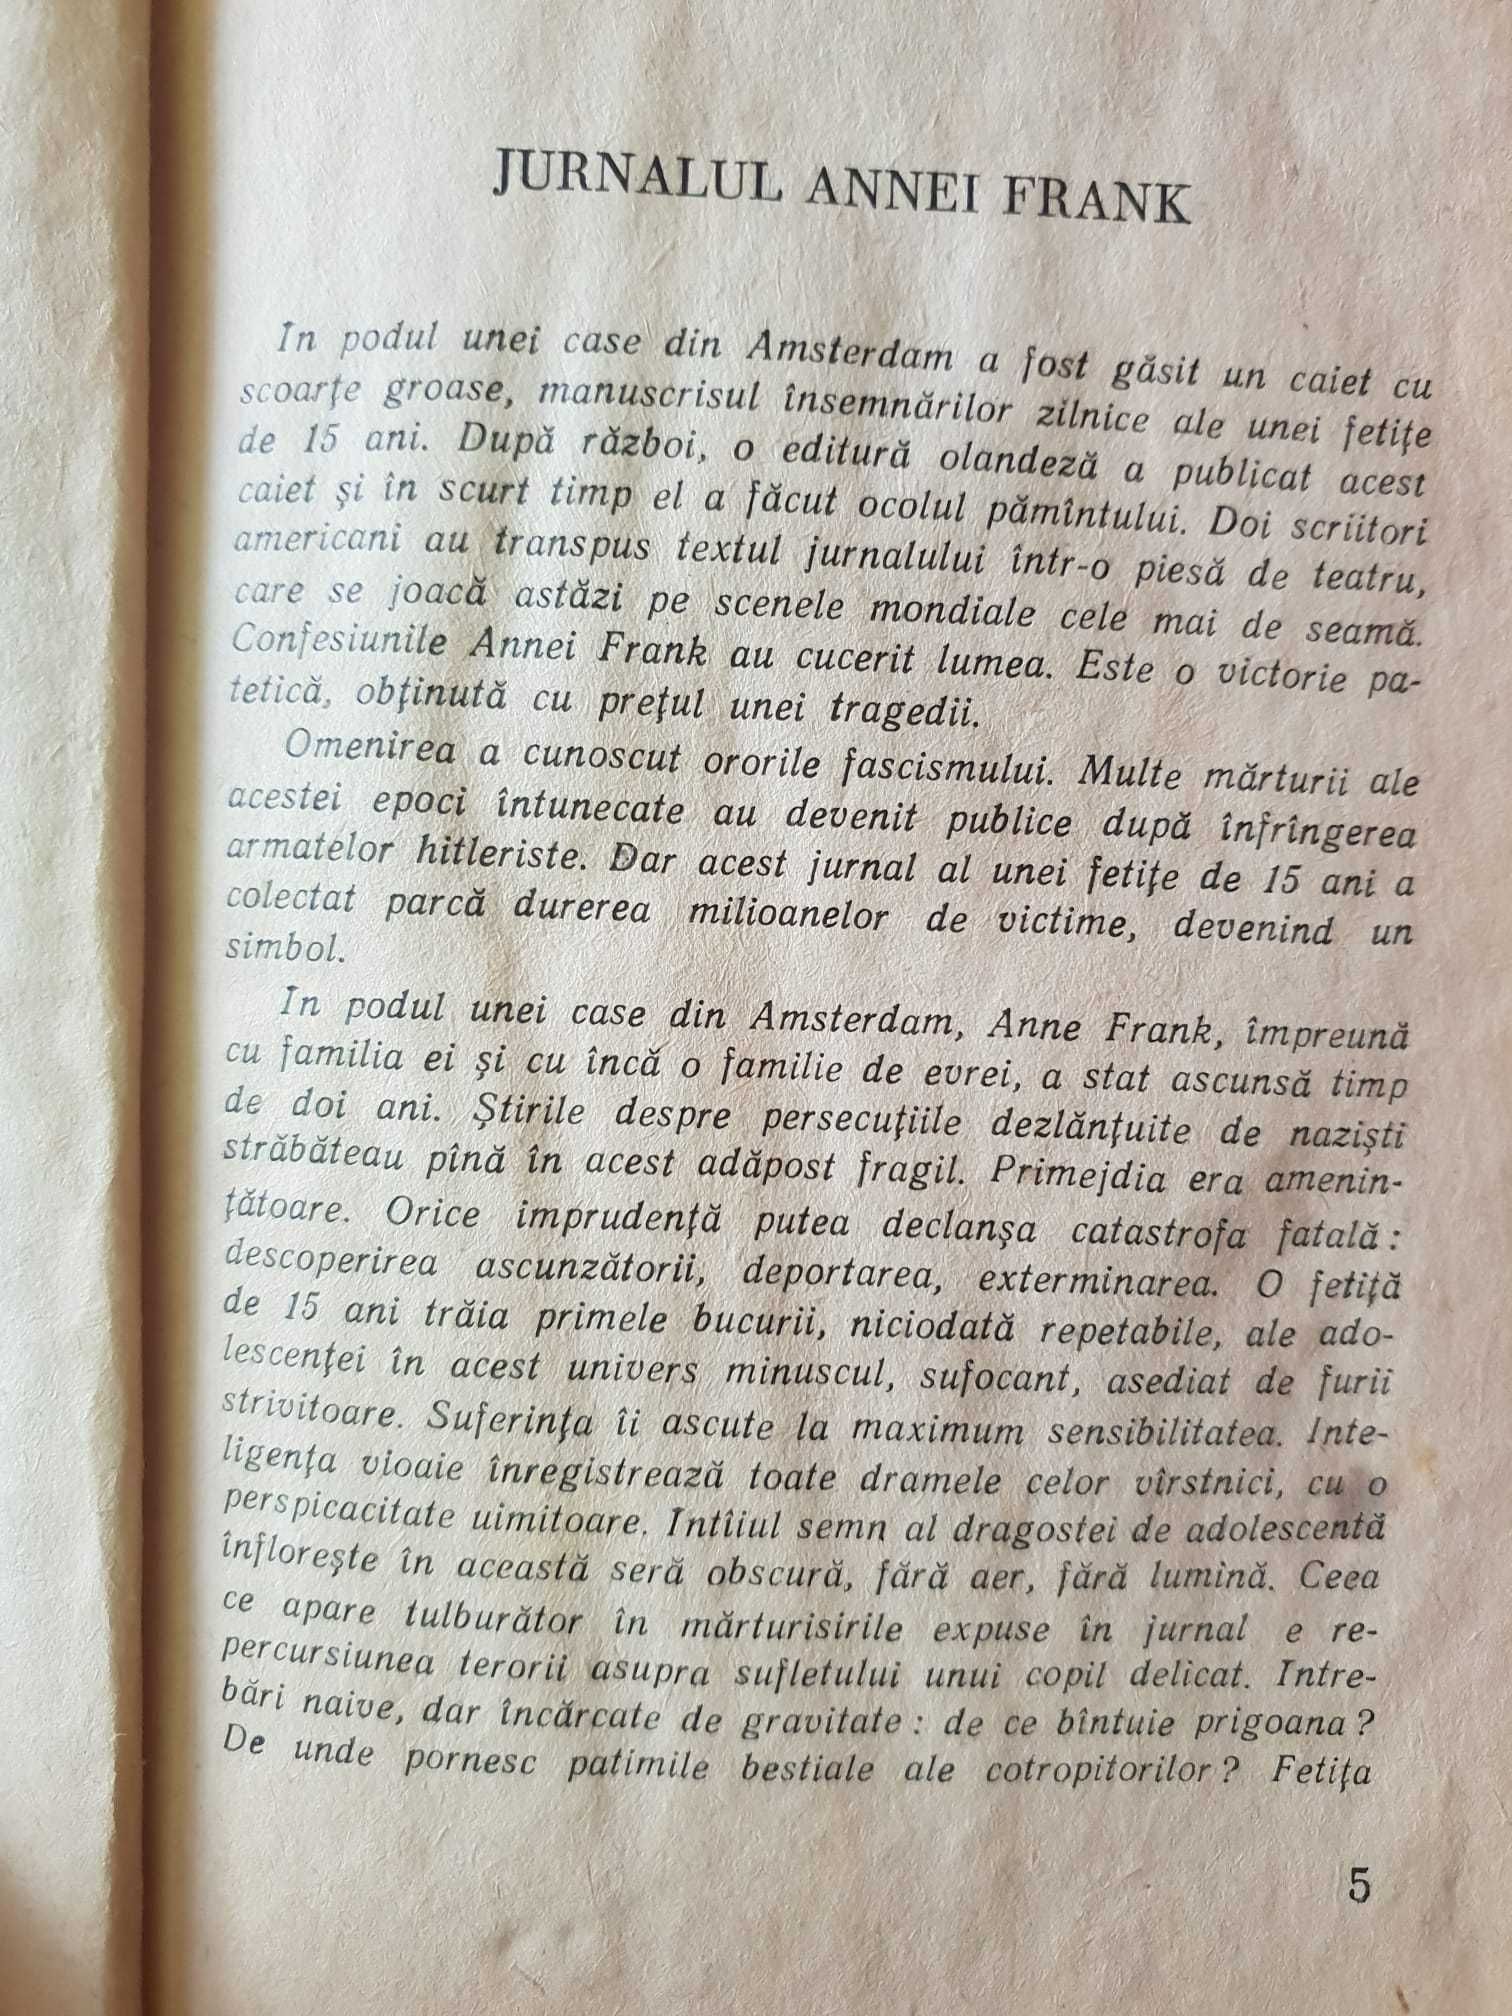 JURNALUL ANNEI FRANK
In podul unei case din Amsterdam a fost găsit un caiet cu
scoarțe groase, manuscrisul însemnărilor zilnice ale unei fetițe
de 15 ani. După război, o editură olandeză a publicat acest
caiet și în scurt timp el a făcut ocolul pămîntului. Doi scriitori
americani au transpus textul jurnalului într-o piesă de teatru,
care se joacă astăzi pe scenele mondiale cele mai de seamă.
Confesiunile Annei Frank au cucerit lumea. Este o victorie pa-
tetică, obținută cu prețul unei tragedii.
Omenirea a cunoscut ororile fascismului. Multe mărturii ale
acestei epoci întunecate au devenit publice după înfrîngerea
armatelor hitleriste. Dar acest jurnal al unei fetițe de 15 ani a
colectat parcă durerea milioanelor de victime, devenind un
simbol.
In podul unei case din Amsterdam, Anne Frank, împreună
cu familia ei și cu încă o familie de evrei, a stat ascunsă timp
de doi ani. Știrile despre persecuțiile dezlănțuite de naziști
străbăteau pînă în acest adăpost fragil. Primejdia era amenin-
țătoare. Orice imprudență putea declanșa catastrofa fatală :
descoperirea ascunzătorii, deportarea, exterminarea. O fetiță
de 15 ani trăia primele bucurii, niciodată repetabile, ale ado-
lescenței în acest univers minuscul, sufocant, asediat de furii
strivitoare. Suferința îi ascute la maximum sensibilitatea. Inte-
ligența vioaie înregistrează toate dramele celor vîrstnici, cu o
perspicacitate uimitoare. Intîiul semn al dragostei de adolescentă
înflorește în această seră obscură, fără aer, fără lumină. Ceea
ce apare tulburător în mărturisirile expuse în jurnal e re-
percursiunea terorii asupra sufletului unui copil delicat. Intre-
bări naive, dar încărcate de gravitate : de ce bîntuie prigoana ?
De unde pornesc patimile bestiale ale cotropitorilor ? Fetița
5